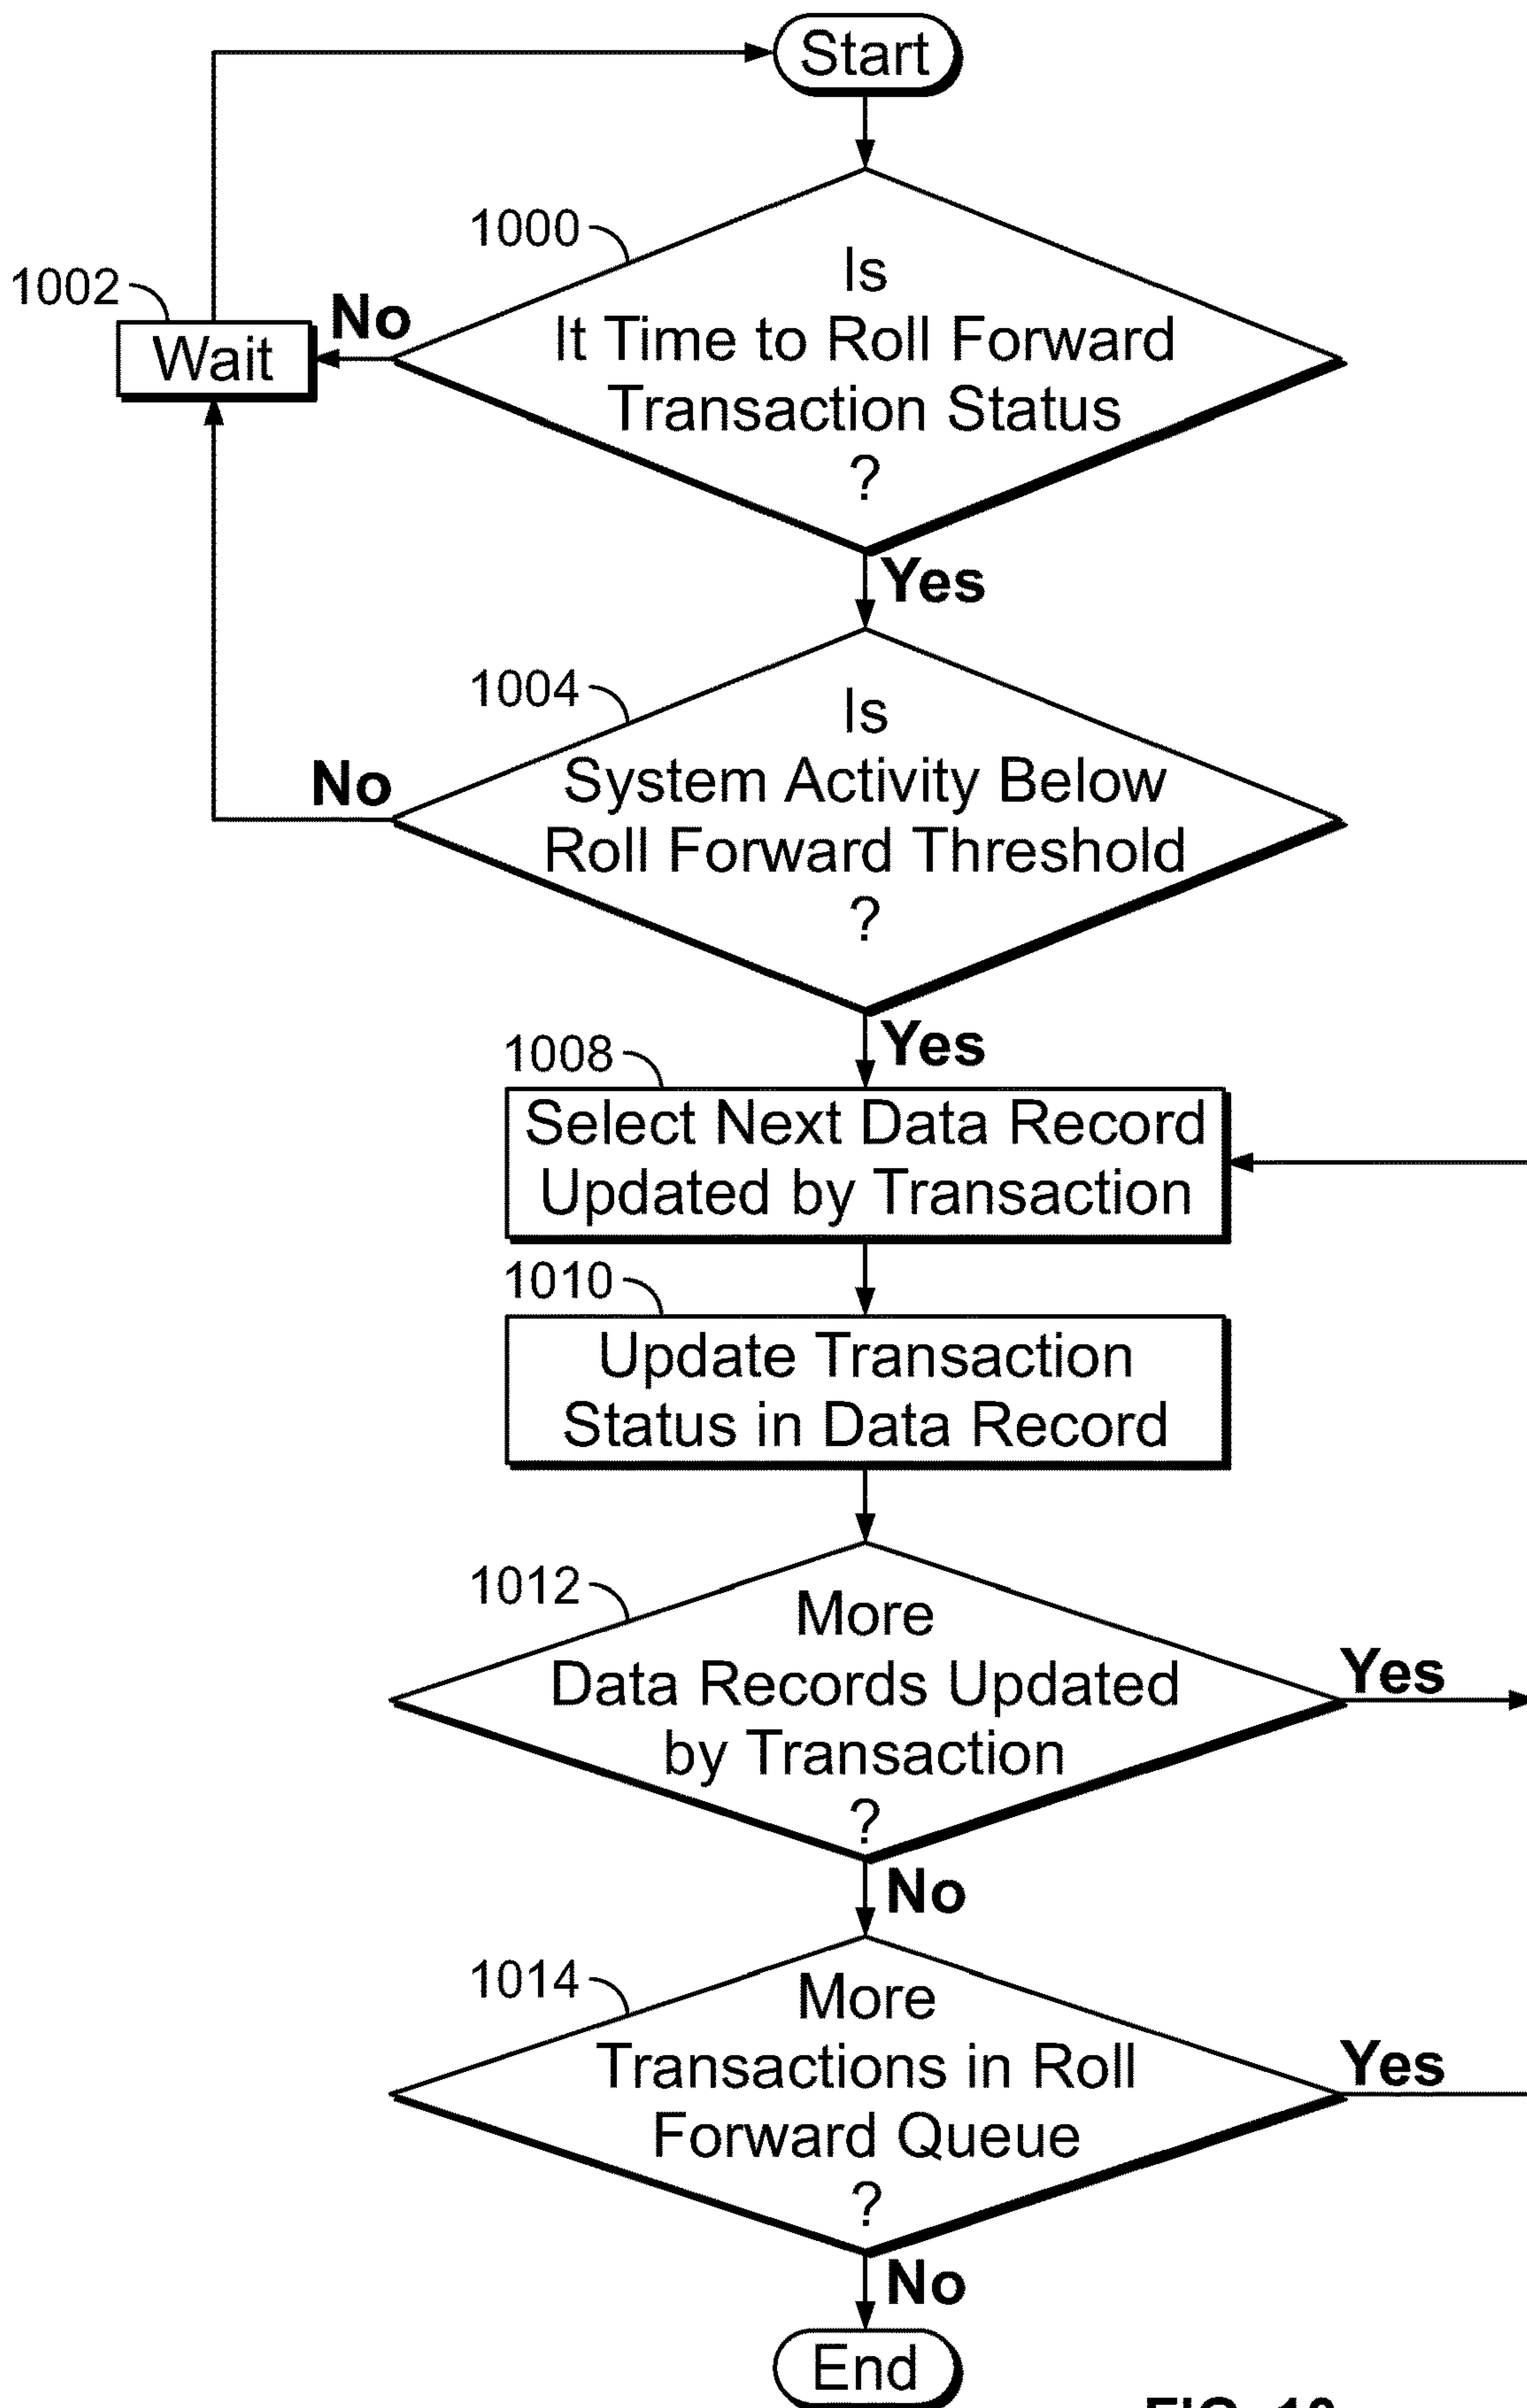 Start
1000
Is
It Time to Roll Forward
Transaction Status
?
1002
No
Wait
Yes
1004
Is
System Activity Below
Roll Forward Threshold
?
No
Yes
1008
Select Next Data Record
Updated by Transaction
1010
Update Transaction
Status in Data Record
1012
More
Data Records Updated
by Transaction
?
Yes
No
1014
More
Transactions in Roll
Forward Queue
?
Yes
No
End